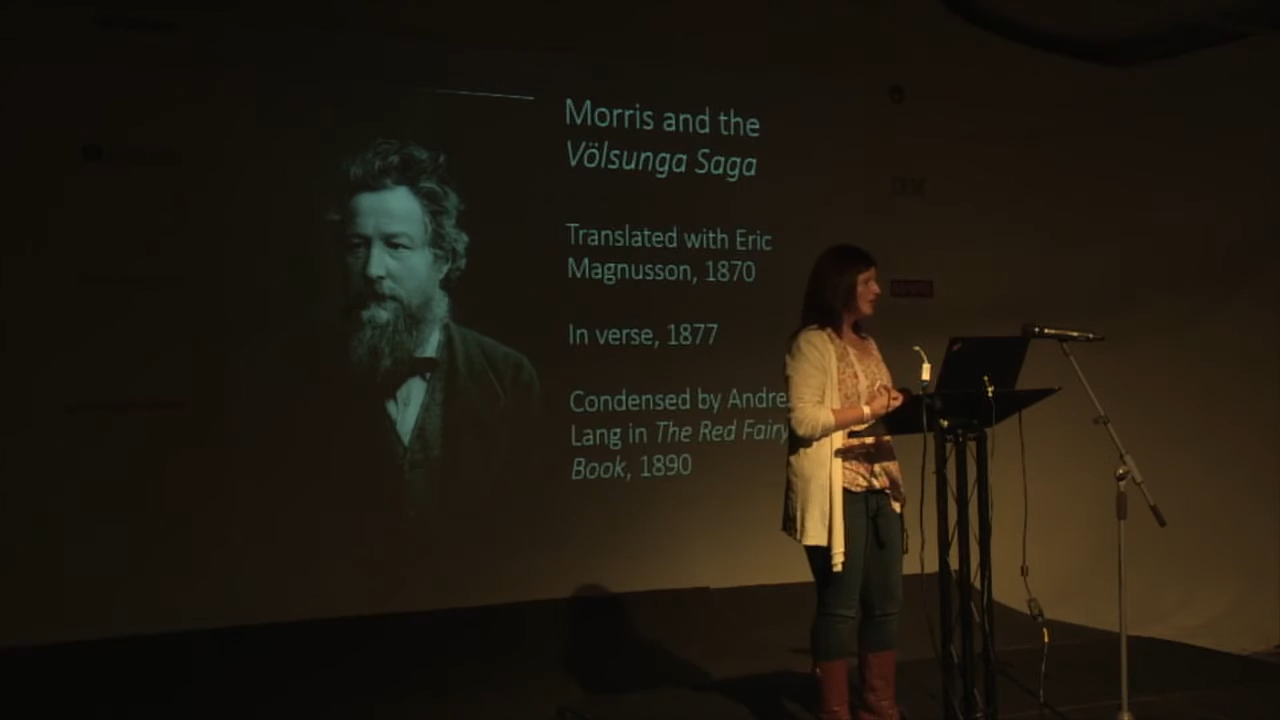 Morris and the
Völsunga Saga
Translated with Eric
Magnusson, 1870
In verse, 1877
Condensed by Andre
Lang in The Red Fairy
Book, 1890